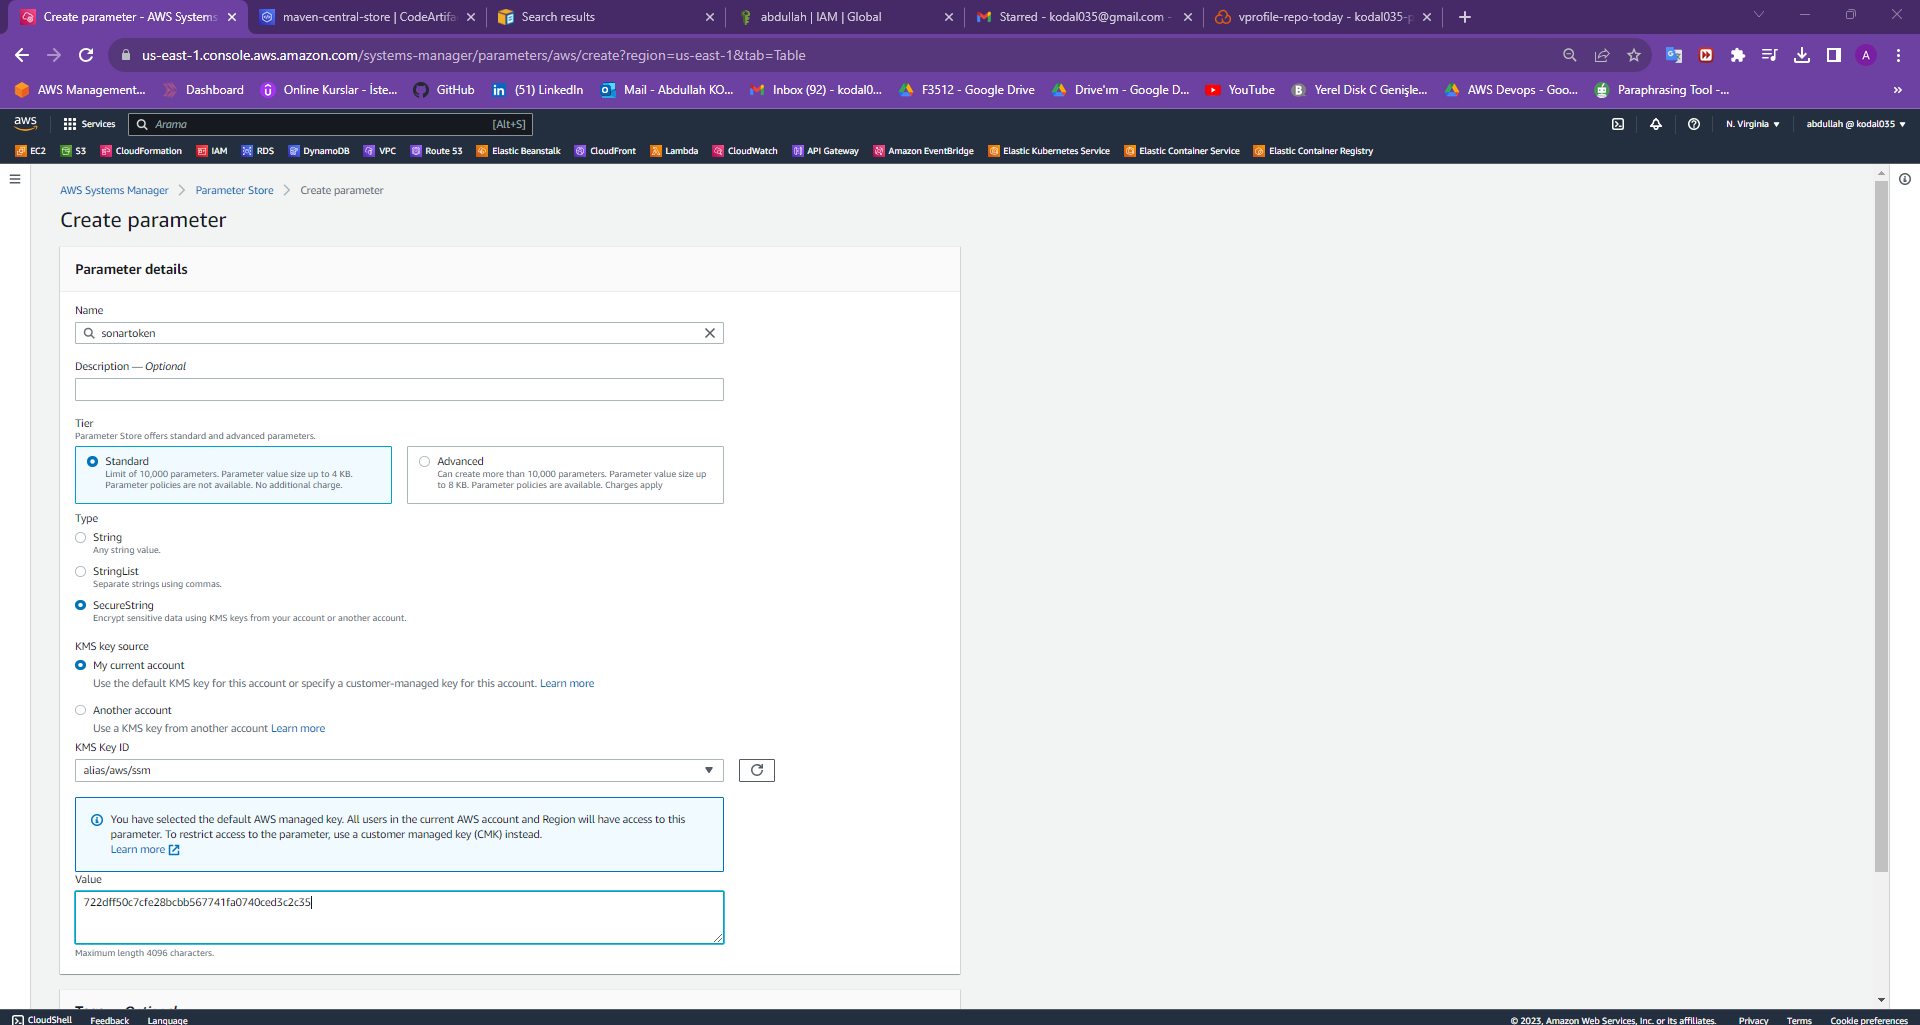 Create parameter - AWS Systems
maven-central-store | CodeArtifa
Search results
abdullah | IAM | Global
Starred - kodal035@gmail.com -
vprofile-repo-today - kodal035-p
us-east-1.console.aws.amazon.com/systems-manager/parameters/aws/create?region=us-east-1&tab=Table
A
AWS Management...
Dashboard
Online Kurslar - İste...
GitHub
(51) LinkedIn
Mail - Abdullah KO...
Inbox (92) - kodal0...
F3512 - Google Drive
Drive'ım - Google D...
YouTube
Yerel Disk C Genişle...
AWS Devops - Goo...
Paraphrasing Tool -...
»
aws
Services
Arama
[Alt+S]
N. Virginia
abdullah @ kodal035
EC2
S3
CloudFormation
IAM
RDS
DynamoDB
VPC
Route 53
Elastic Beanstalk
CloudFront
Lambda
CloudWatch
API Gateway
Amazon EventBridge
Elastic Kubernetes Service
Elastic Container Service
Elastic Container Registry
AWS Systems Manager > Parameter Store > Create parameter
Create parameter
Parameter details
Name
sonartoken
Description — Optional
Tier
Parameter Store offers standard and advanced parameters.
Standard
Limit of 10,000 parameters. Parameter value size up to 4 KB.
Parameter policies are not available. No additional charge.
Advanced
Can create more than 10,000 parameters. Parameter value size up
to 8 KB. Parameter policies are available. Charges apply
Type
String
Any string value.
StringList
Separate strings using commas.
SecureString
Encrypt sensitive data using KMS keys from your account or another account.
KMS key source
My current account
Use the default KMS key for this account or specify a customer-managed key for this account. Learn more
Another account
Use a KMS key from another account Learn more
KMS Key ID
alias/aws/ssm
You have selected the default AWS managed key. All users in the current AWS account and Region will have access to this
parameter. To restrict access to the parameter, use a customer managed key (CMK) instead.
Learn more
Value
722dff50c7cfe28bcbb567741fa0740ced3c2c35
Maximum length 4096 characters.
CloudShell
Feedback
Language
© 2023, Amazon Web Services, Inc. or its affiliates.
Privacy
Terms
Cookie preferences